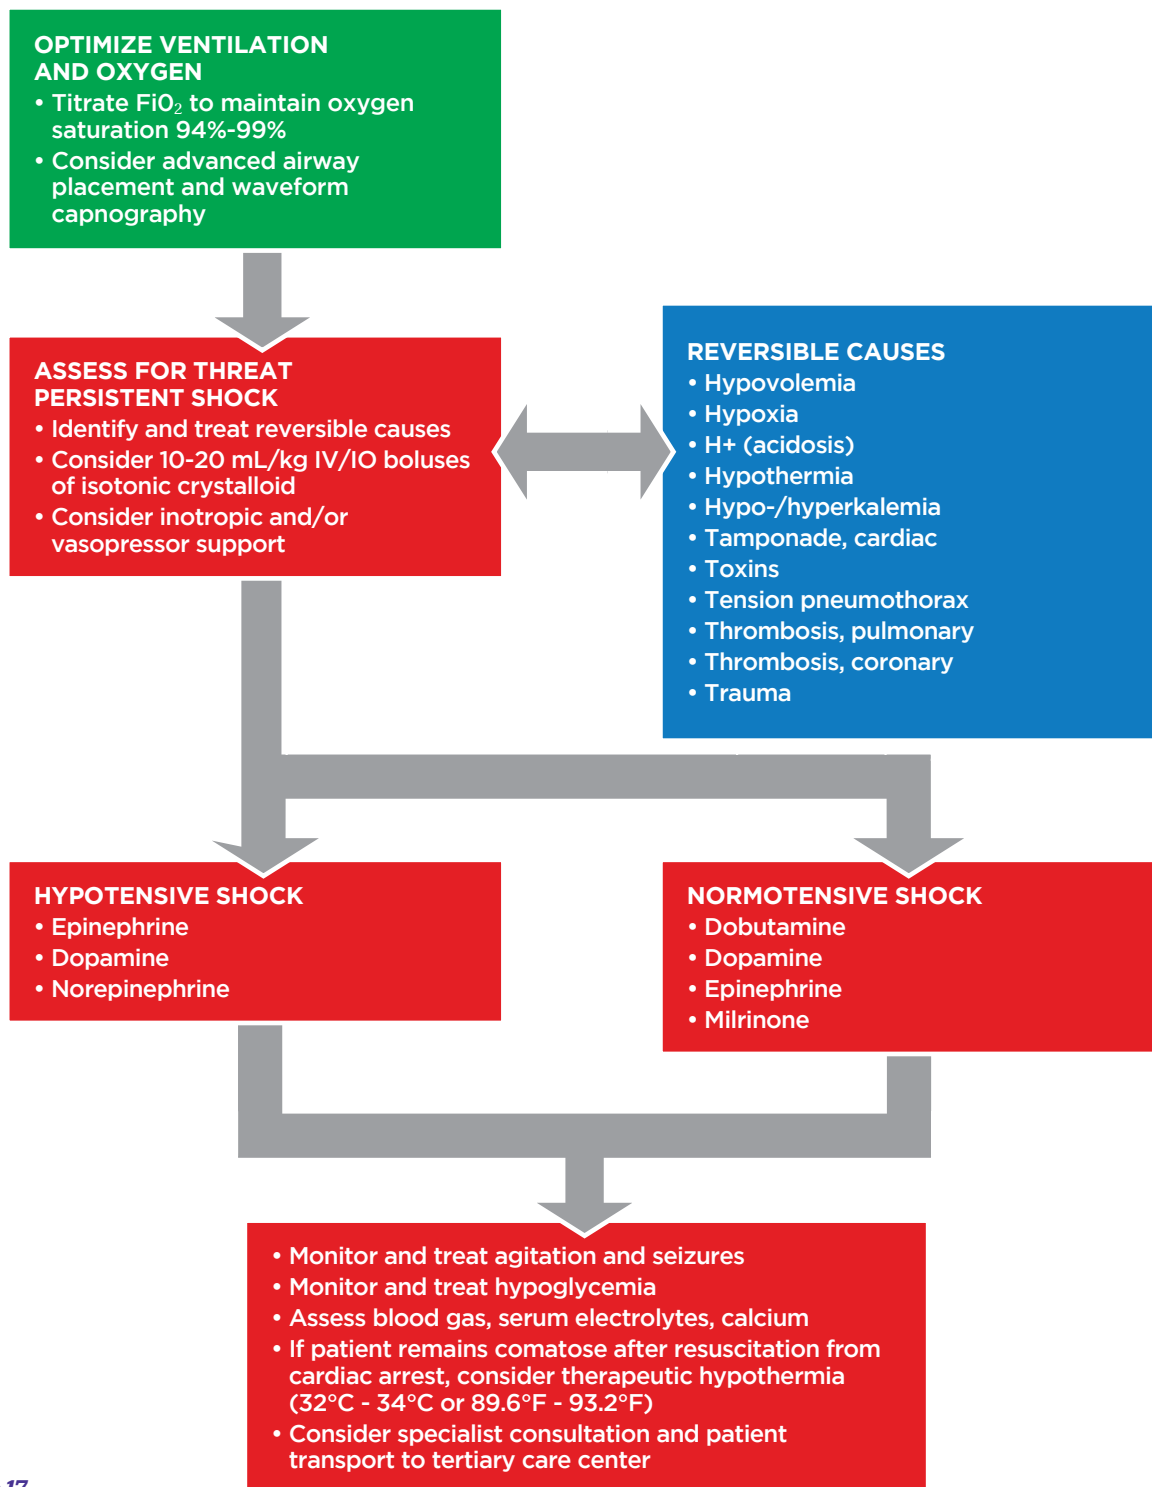 OPTIMIZE VENTILATION
AND OXYGEN
• Titrate Fi0₂ to maintain oxygen
saturation 94%-99%
• Consider advanced airway
placement and waveform
capnography
ASSESS FOR THREAT
PERSISTENT SHOCK
• Identify and treat reversible causes
• Consider 10-20 mL/kg IV/IO boluses
of isotonic crystalloid
• Consider inotropic and/or
vasopressor support
REVERSIBLE CAUSES
• Hypovolemia
• Hypoxia
• H+ (acidosis)
• Hypothermia
• Hypo-/hyperkalemia
• Tamponade, cardiac
• Toxins
• Tension pneumothorax
• Thrombosis, pulmonary
• Thrombosis, coronary
• Trauma
HYPOTENSIVE SHOCK
• Epinephrine
• Dopamine
• Norepinephrine
NORMOTENSIVE SHOCK
• Dobutamine
• Dopamine
• Epinephrine
• Milrinone
• Monitor and treat agitation and seizures
• Monitor and treat hypoglycemia
• Assess blood gas, serum electrolytes, calcium
• If patient remains comatose after resuscitation from
cardiac arrest, consider therapeutic hypothermia
(32°C - 34°C or 89.6°F - 93.2°F)
• Consider specialist consultation and patient
transport to tertiary care center
17